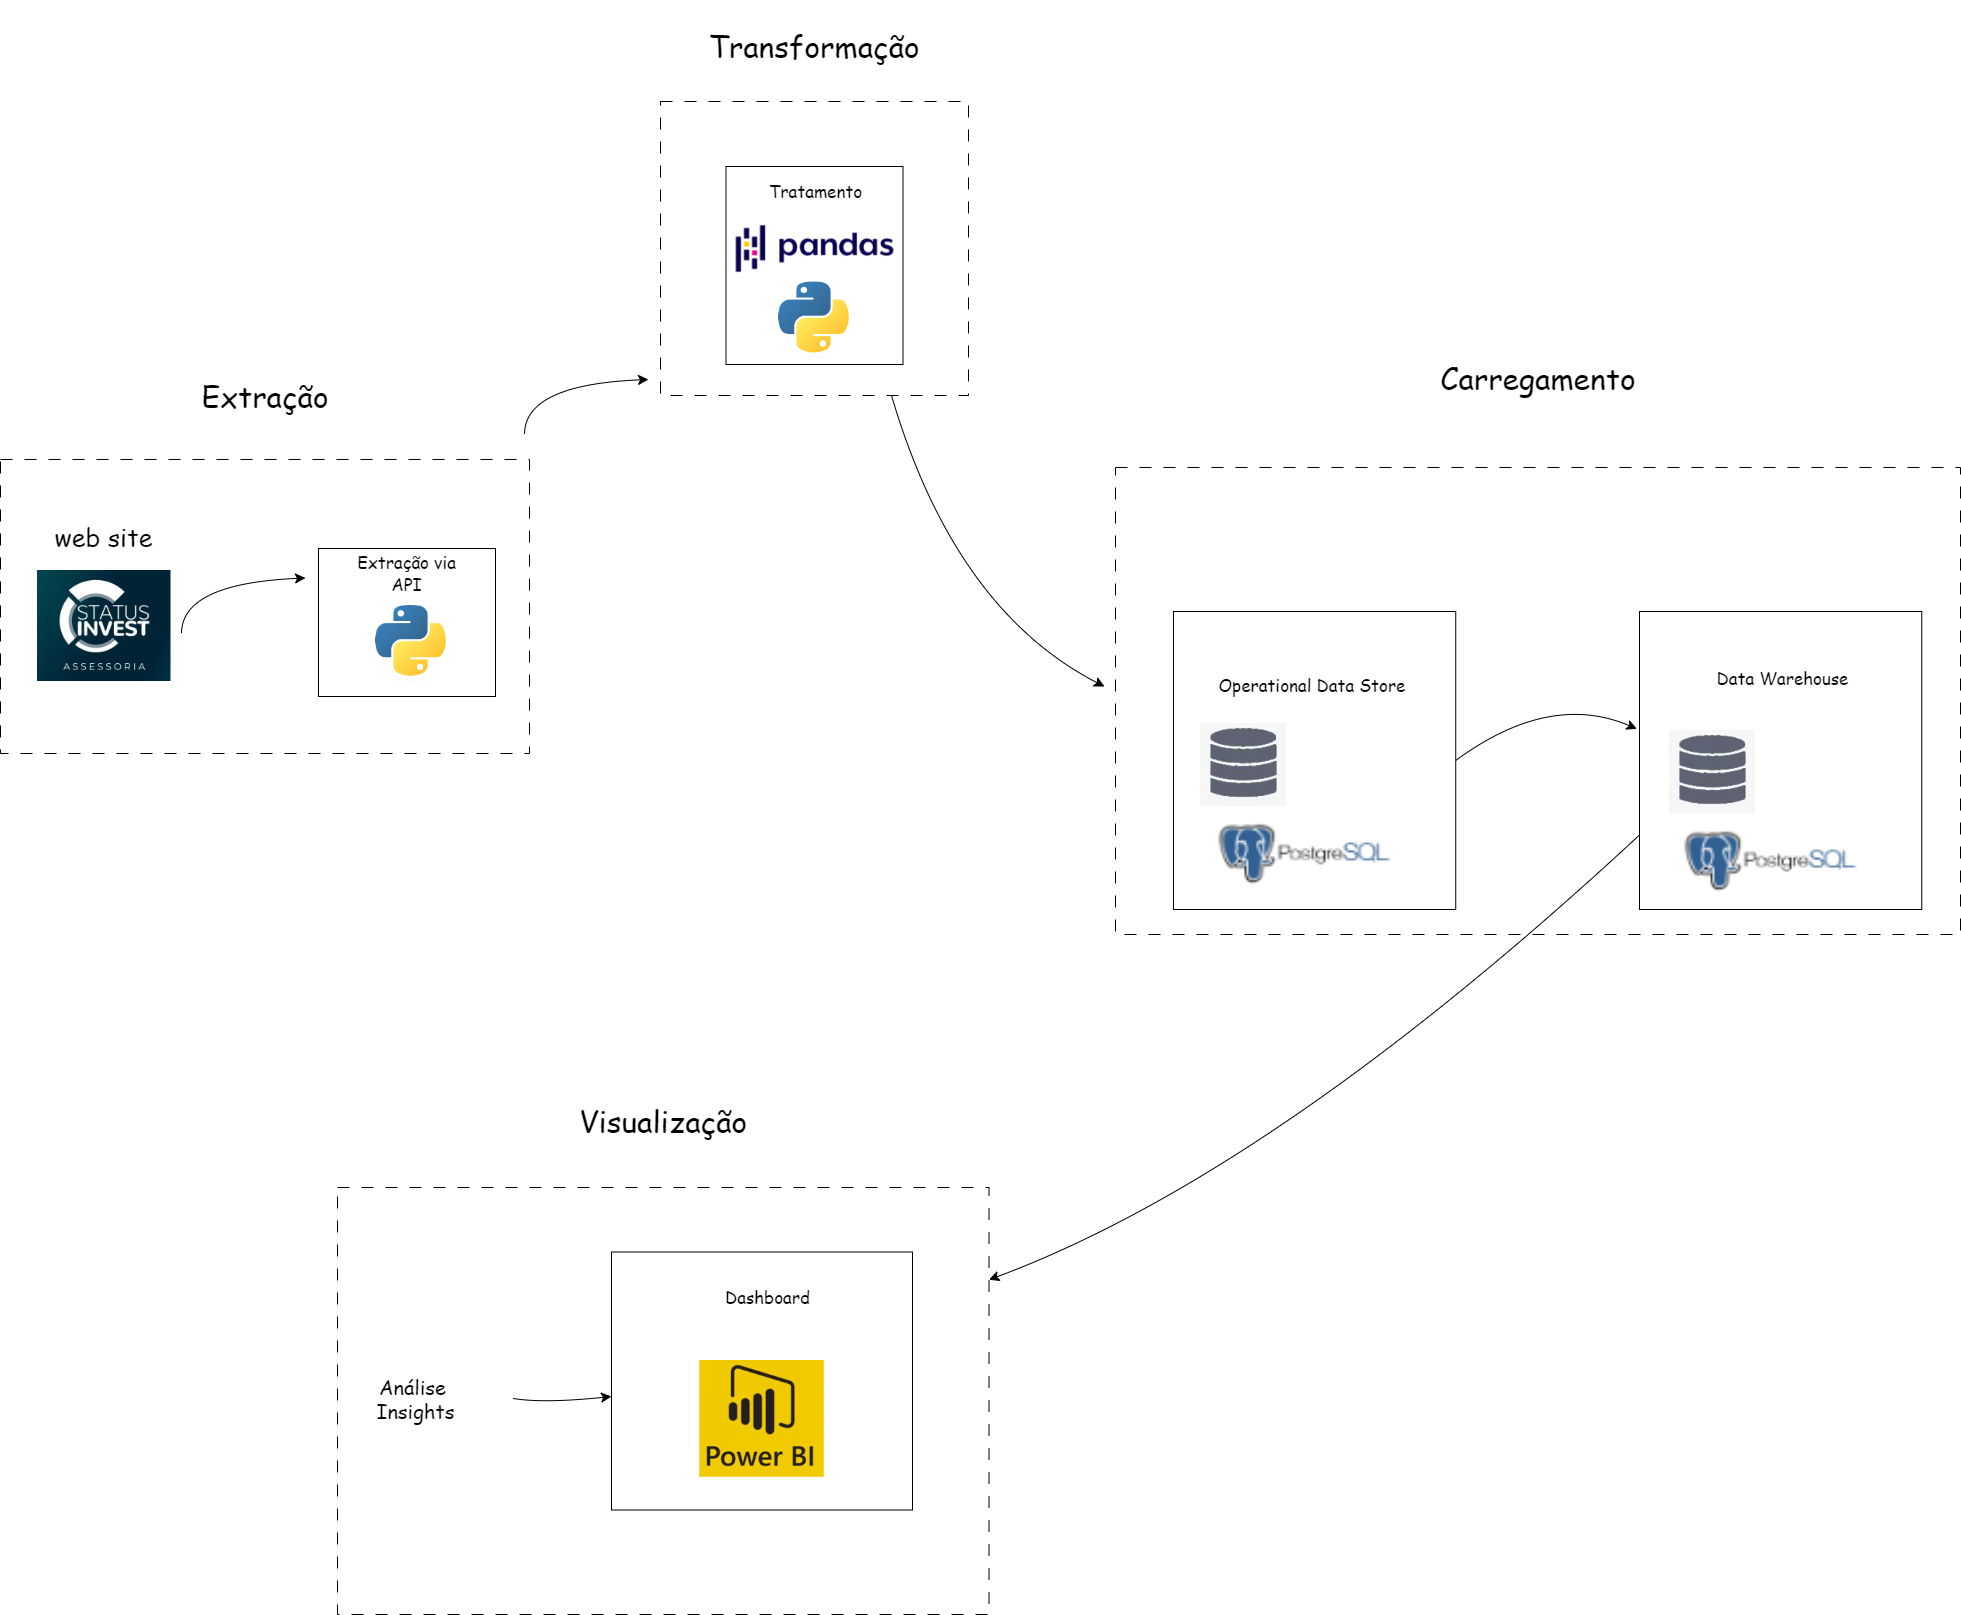 Transformação
Tratamento
pandas
Extração
web site
STATUS
INVEST
ASSESSORIA
Extração via
API
Carregamento
Operational Data Store
PostgreSQL
Data Warehouse
PostgreSQL
Visualização
Dashboard
Análise
Insights
Power BI